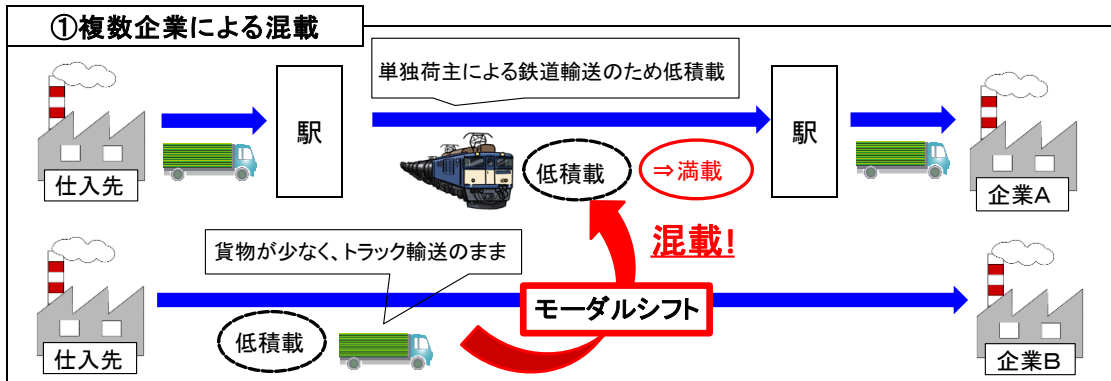 ①複数企業による混載
単独荷主による鉄道輸送のため低積載
駅
駅
低積載
⇒満載
仕入先
企業A
混載!
貨物が少なく、トラック輸送のまま
モーダルシフト
低積載
仕入先
企業B